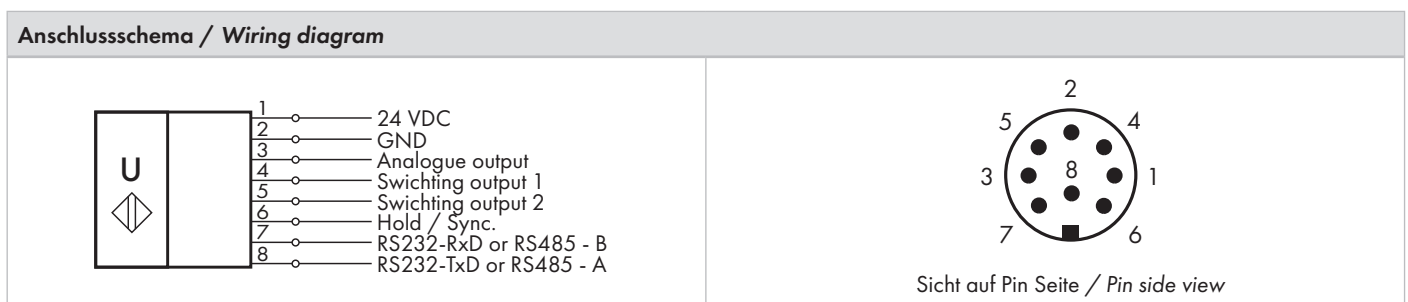 Anschlussschema / Wiring diagram
U
1 24 VDC
2 GND
3 Analogue output
4 Swichting output 1
5 Swichting output 2
6 Hold / Sync.
7 RS232-RxD or RS485 - B
8 RS232-TxD or RS485 - A
2
5 4
3 8 1
7 6
Sicht auf Pin Seite / Pin side view